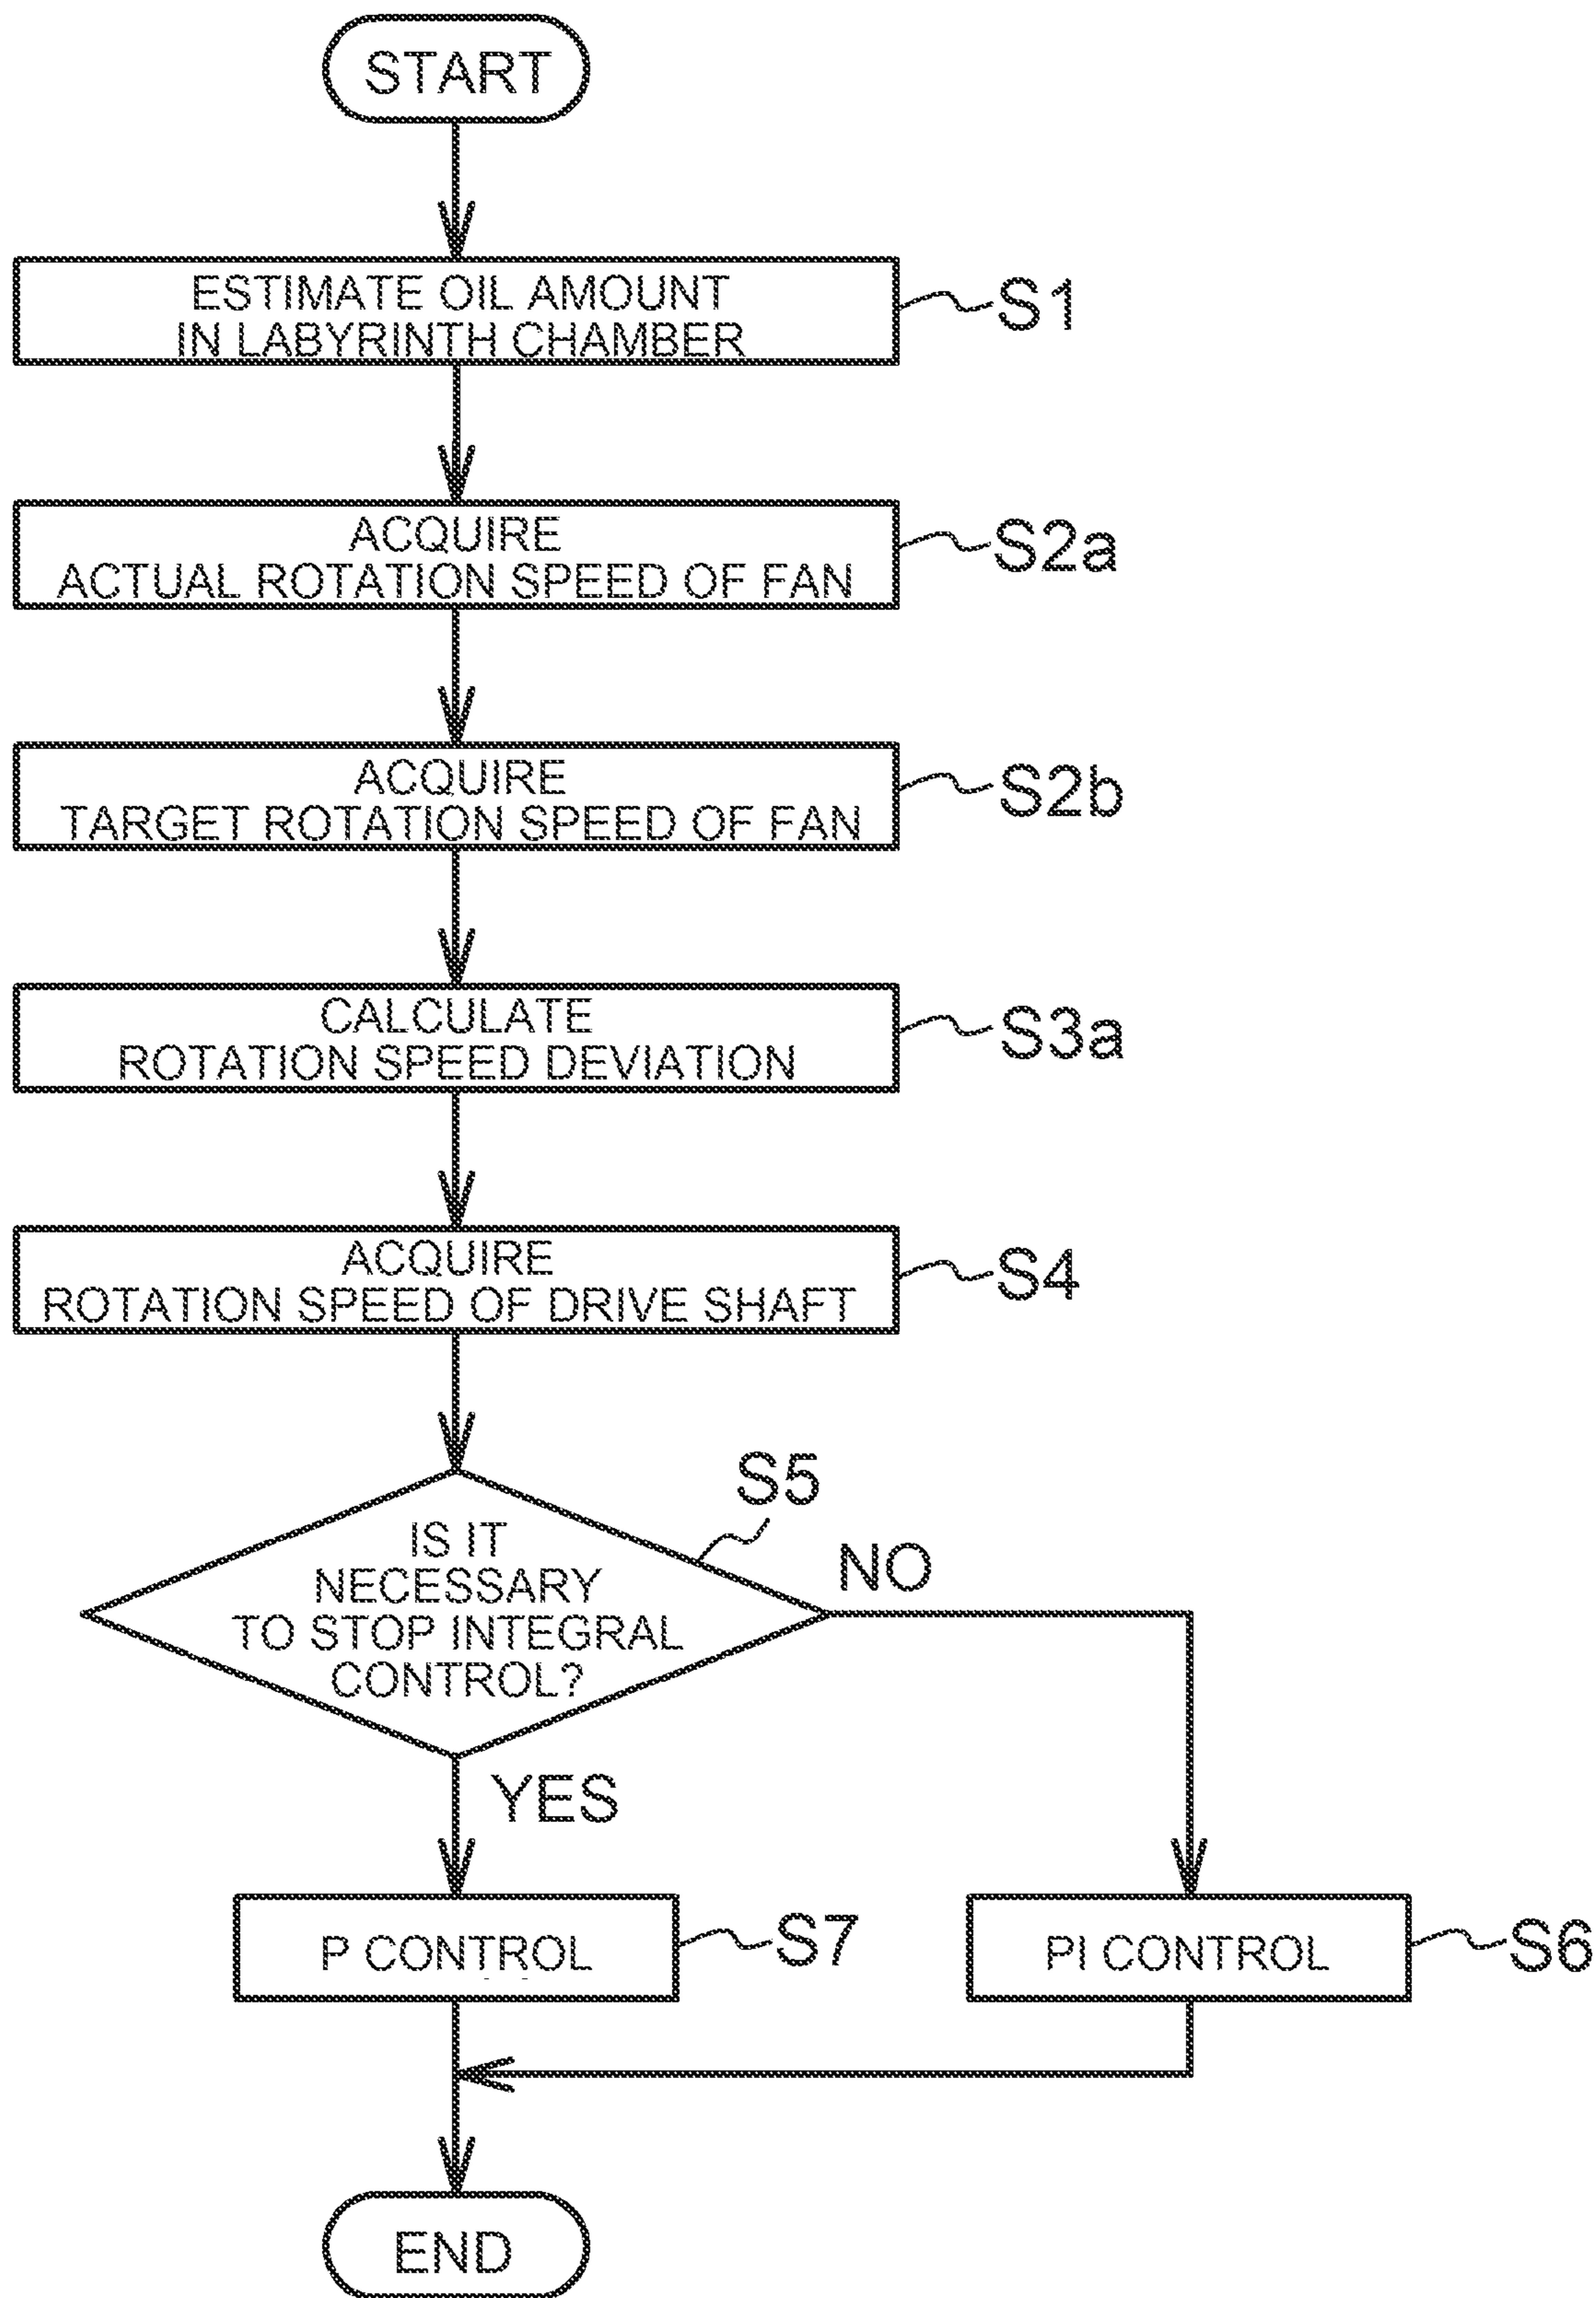 START
ESTIMATE OIL AMOUNT
IN LABYRINTH CHAMBER
S1
ACQUIRE
ACTUAL ROTATION SPEED OF FAN
S2a
ACQUIRE
TARGET ROTATION SPEED OF FAN
S2b
CALCULATE
ROTATION SPEED DEVIATION
S3a
ACQUIRE
ROTATION SPEED OF DRIVE SHAFT
S4
S5
IS IT
NECESSARY
TO STOP INTEGRAL
CONTROL?
NO
YES
P CONTROL
S7
PI CONTROL
S6
END